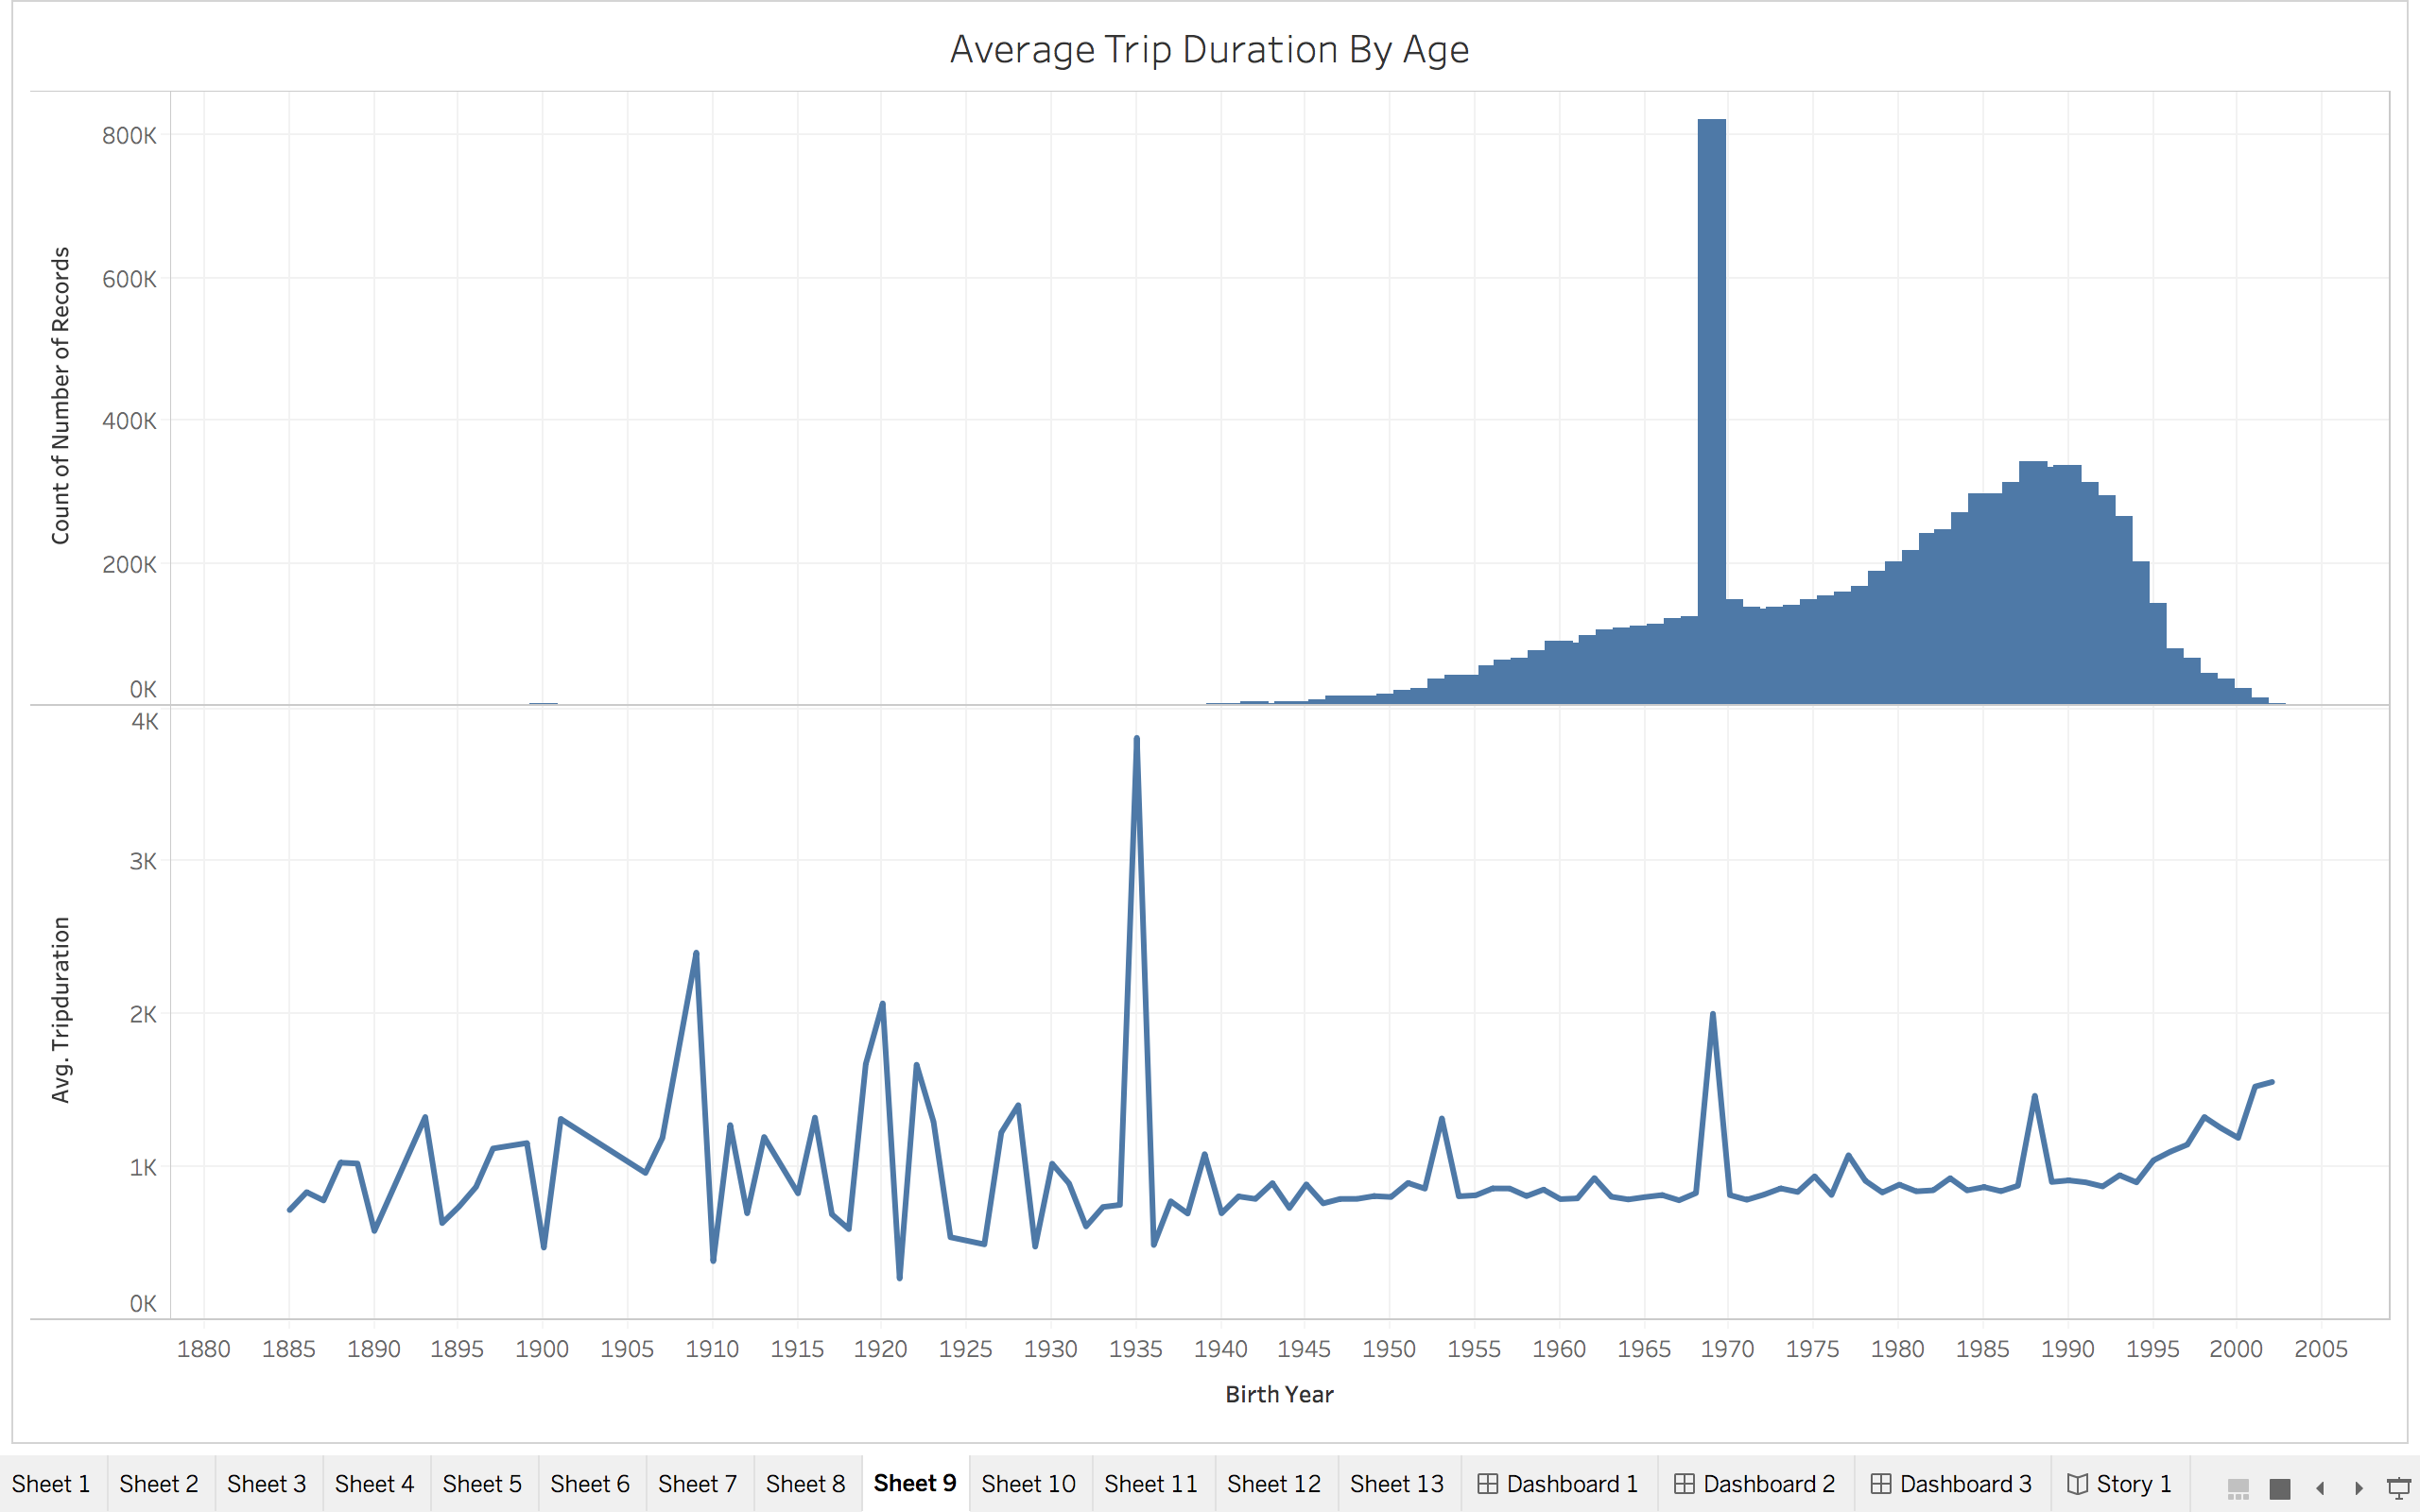 Average Trip Duration By Age
Count of Number of Records
800K
600K
400K
200K
0K
Avg. Tripduration
4K
3K
2K
1K
0K
1880 1885 1890 1895 1900 1905 1910 1915 1920 1925 1930 1935 1940 1945 1950 1955 1960 1965 1970 1975 1980 1985 1990 1995 2000 2005
Birth Year
Sheet 1 Sheet 2 Sheet 3 Sheet 4 Sheet 5 Sheet 6 Sheet 7 Sheet 8 Sheet 9 Sheet 10 Sheet 11 Sheet 12 Sheet 13 Dashboard 1 Dashboard 2 Dashboard 3 Story 1